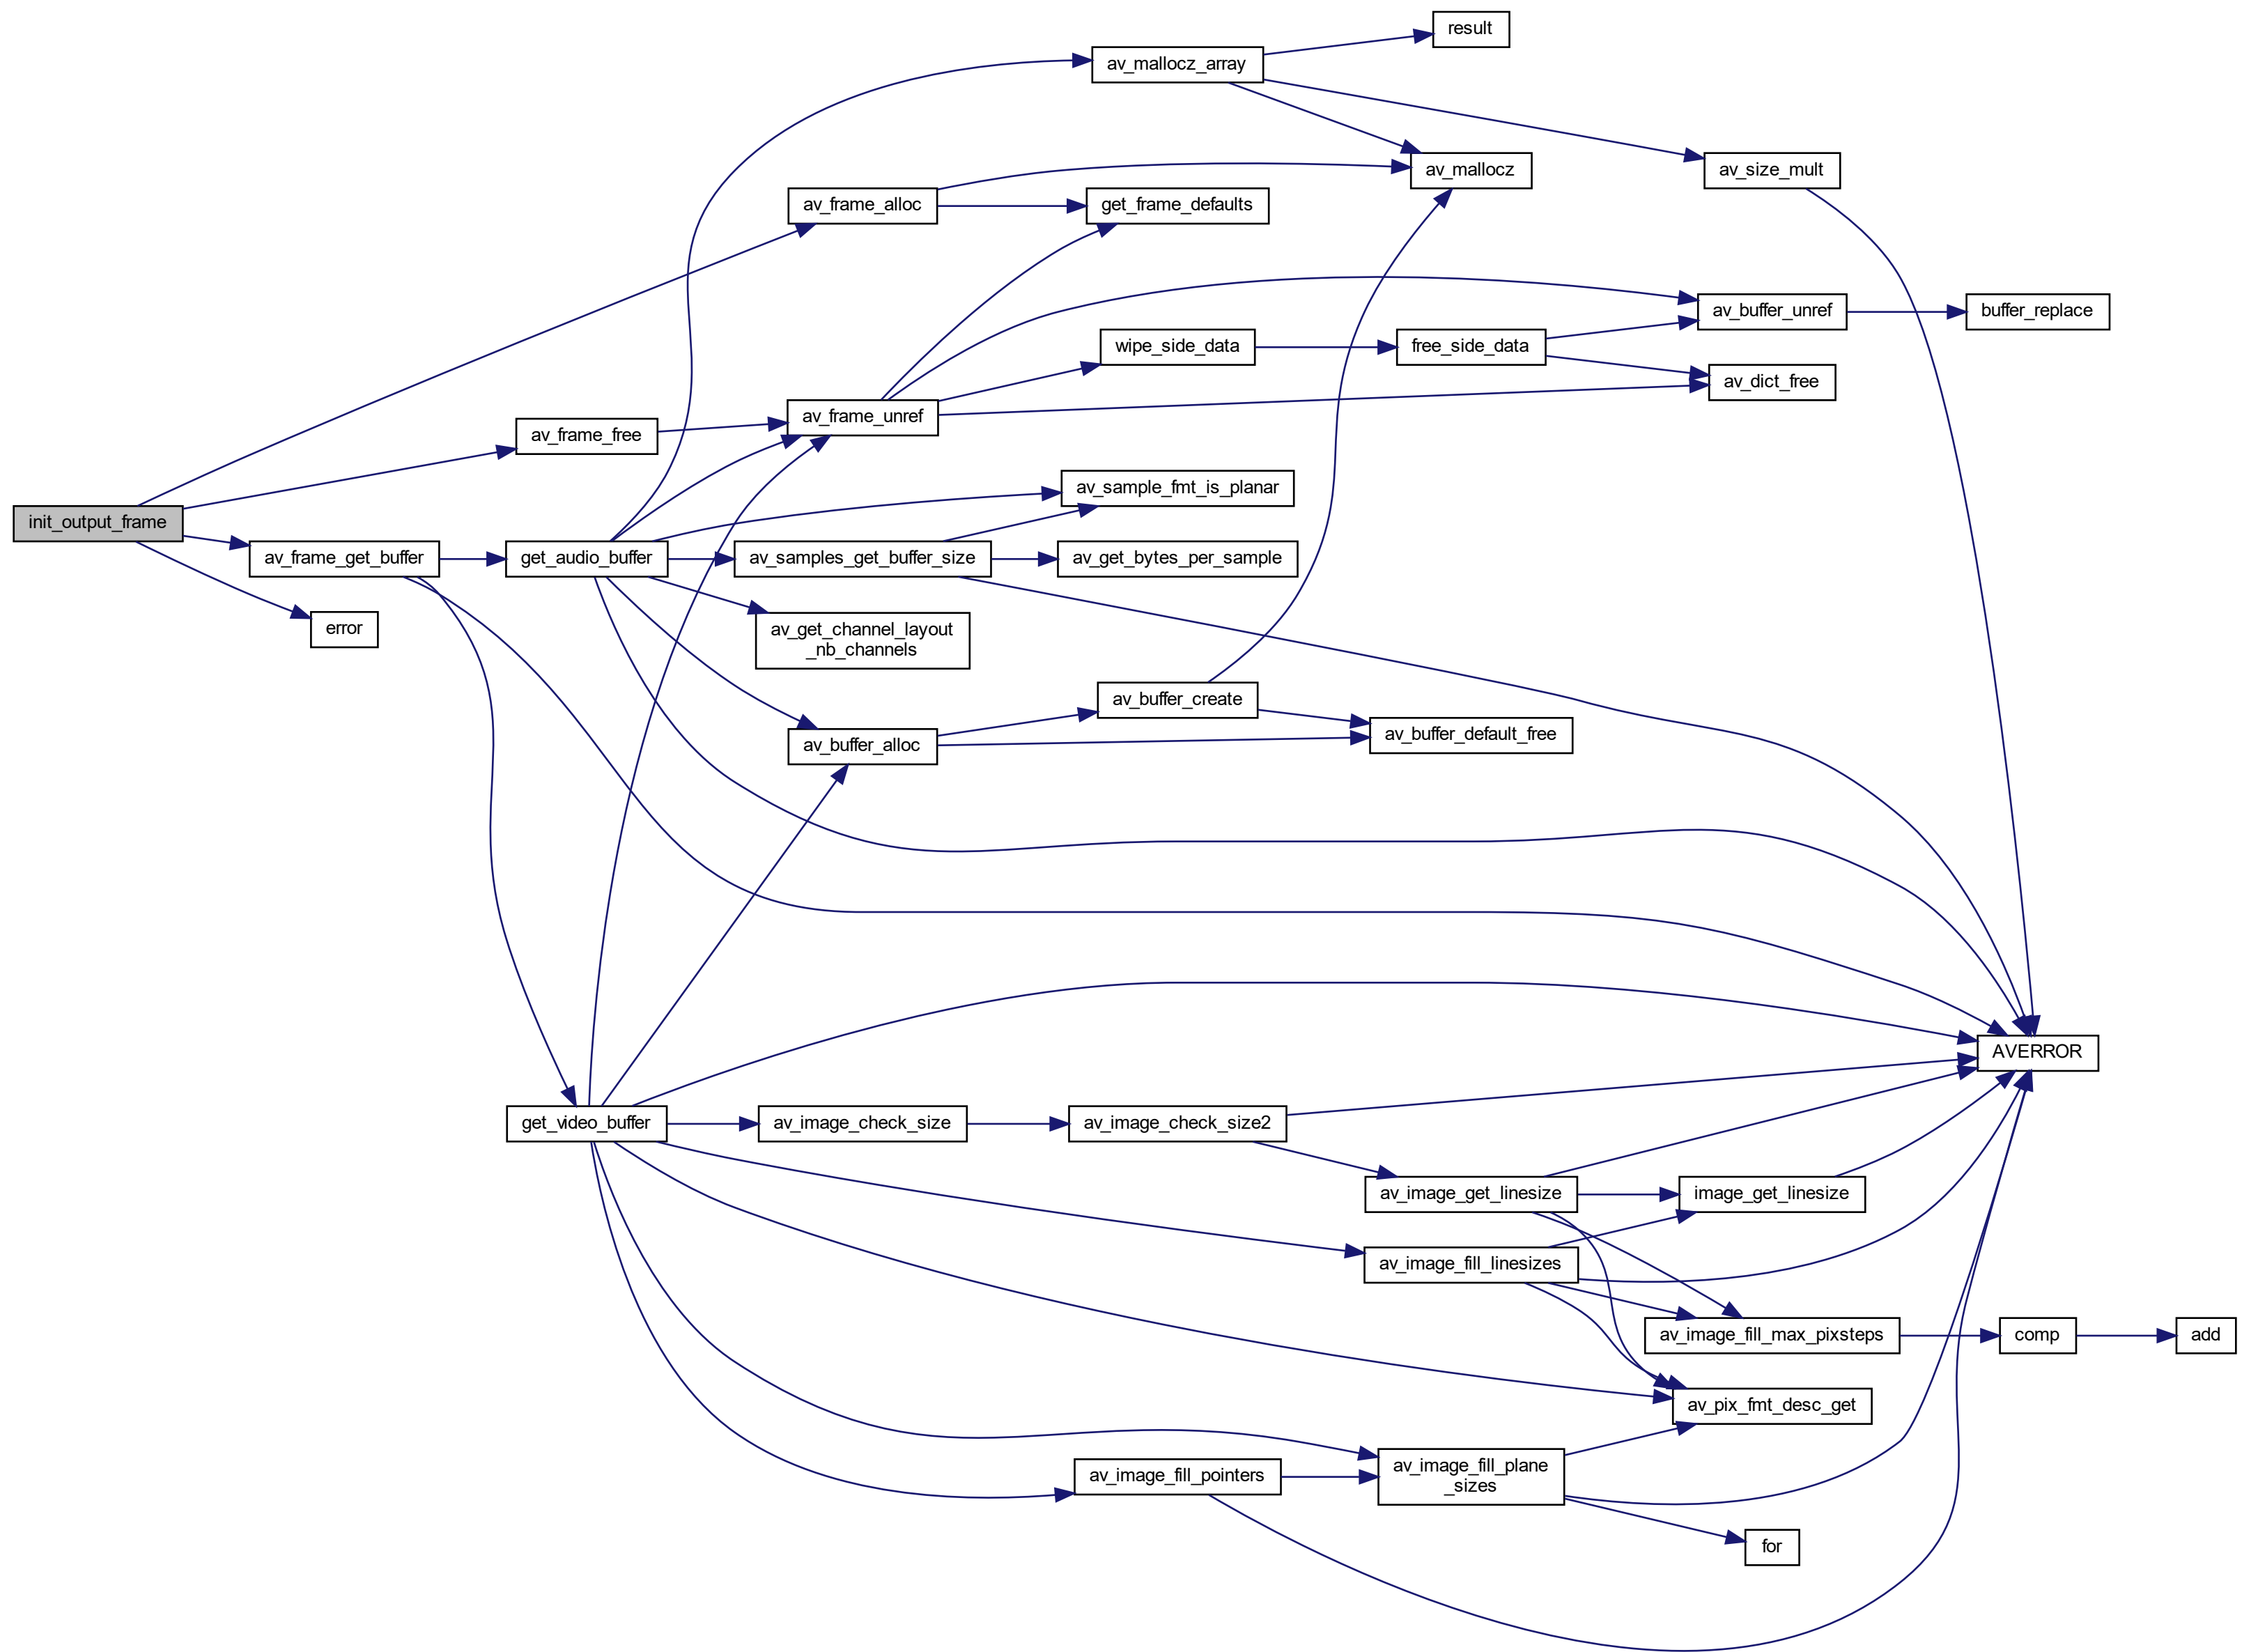 result
av_mallocz_array
av_mallocz
av_size_mult
av_frame_alloc
get_frame_defaults
av_buffer_unref
buffer_replace
wipe_side_data
free_side_data
av_dict_free
av_frame_unref
av_frame_free
av_sample_fmt_is_planar
init_output_frame
av_frame_get_buffer
get_audio_buffer
av_samples_get_buffer_size
av_get_bytes_per_sample
error
av_get_channel_layout
_nb_channels
av_buffer_create
av_buffer_alloc
av_buffer_default_free
AVERROR
get_video_buffer
av_image_check_size
av_image_check_size2
av_image_get_linesize
image_get_linesize
av_image_fill_linesizes
av_image_fill_max_pixsteps
comp
add
av_pix_fmt_desc_get
av_image_fill_pointers
av_image_fill_plane
_sizes
for